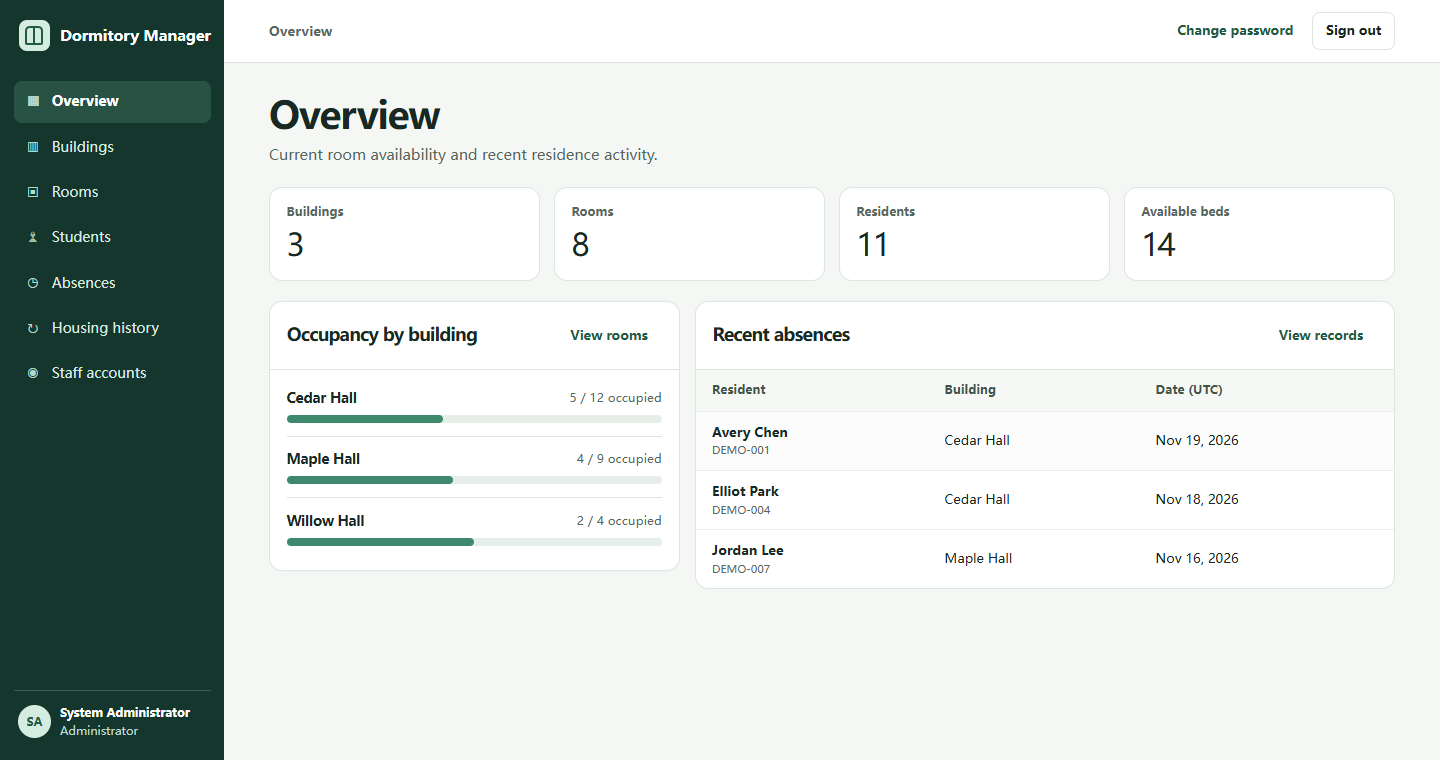 Dormitory Manager
Overview
Buildings
Rooms
Students
Absences
Housing history
Staff accounts
SA
System Administrator
Administrator
Overview
Change password
Sign out
Overview
Current room availability and recent residence activity.
Buildings
3
Rooms
8
Residents
11
Available beds
14
Occupancy by building
View rooms
Cedar Hall
5 / 12 occupied
Maple Hall
4 / 9 occupied
Willow Hall
2 / 4 occupied
Recent absences
View records
Resident Building Date (UTC)
Avery Chen
DEMO-001
Cedar Hall
Nov 19, 2026
Elliot Park
DEMO-004
Cedar Hall
Nov 18, 2026
Jordan Lee
DEMO-007
Maple Hall
Nov 16, 2026